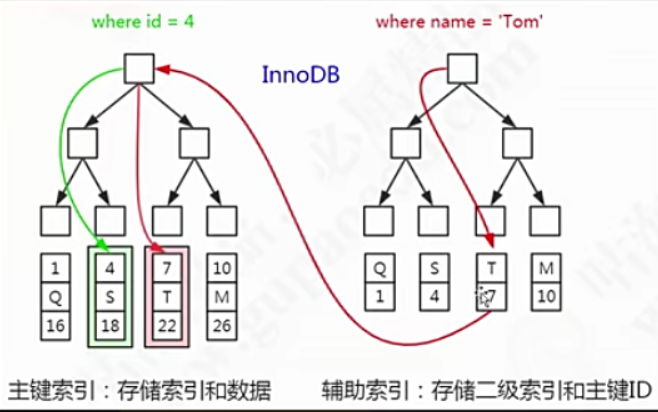 where id = 4
where name = 'Tom'
InnoDB
1 4 7 10
Q S T M
16 18 22 26
Q S T M
1 4 7 10
主键索引：存储索引和数据
辅助索引：存储二级索引和主键ID